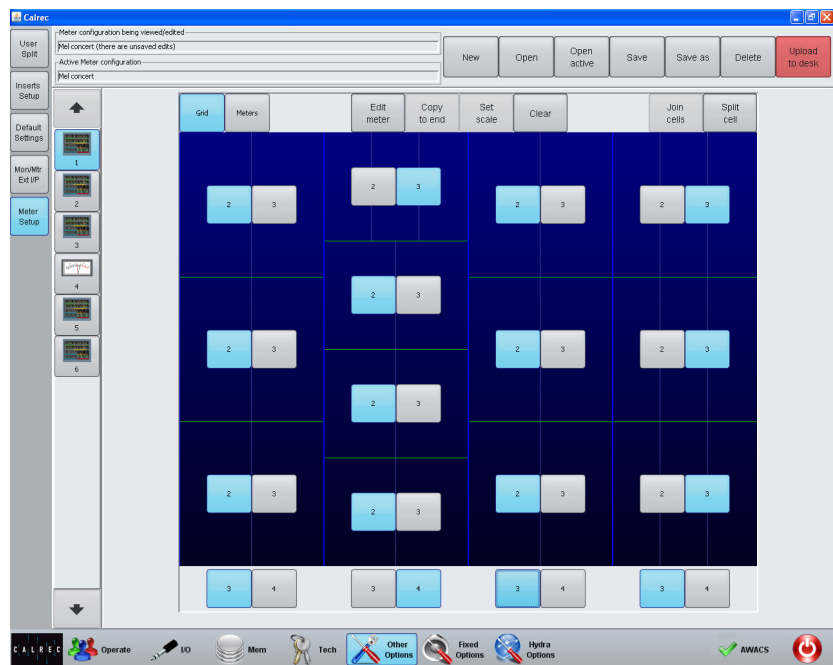 Calrec
User
Split
Inserts
Setup
Default
Settings
Mon/Mtr
Ext I/P
Meter
Setup
Meter configuration being viewed/edited
Mel concert (there are unsaved edits)
Active Meter configuration
Mel concert
New
Open
Open
active
Save
Save as
Delete
Upload
to desk
1
2
3
4
5
6
Grid
Meters
Edit
meter
Copy
to end
Set
scale
Clear
Join
cells
Split
cell
2 3
2 3
2 3
2 3
2 3
2 3
2 3
2 3
2 3
2 3
2 3
2 3
2 3
3 4
3 4
3 4
3 4
CALREC
Operate
I/O
Mem
Tech
Other
Options
Fixed
Options
Hydra
Options
AWACS